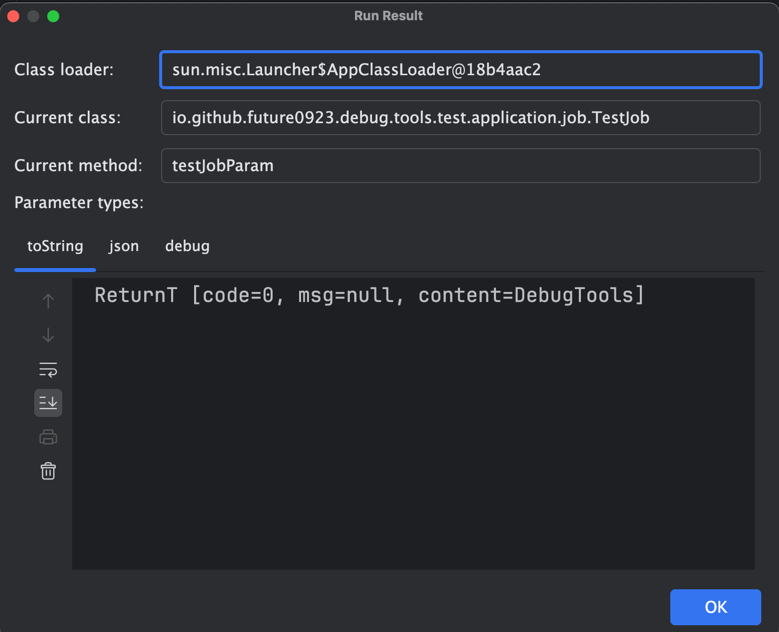 Run Result
Class loader: sun.misc.Launcher$AppClassLoader@18b4aac2
Current class: io.github.future0923.debug.tools.test.application.job.TestJob
Current method: testJobParam
Parameter types:
toString json debug
ReturnT [code=0, msg=null, content=DebugTools]
OK